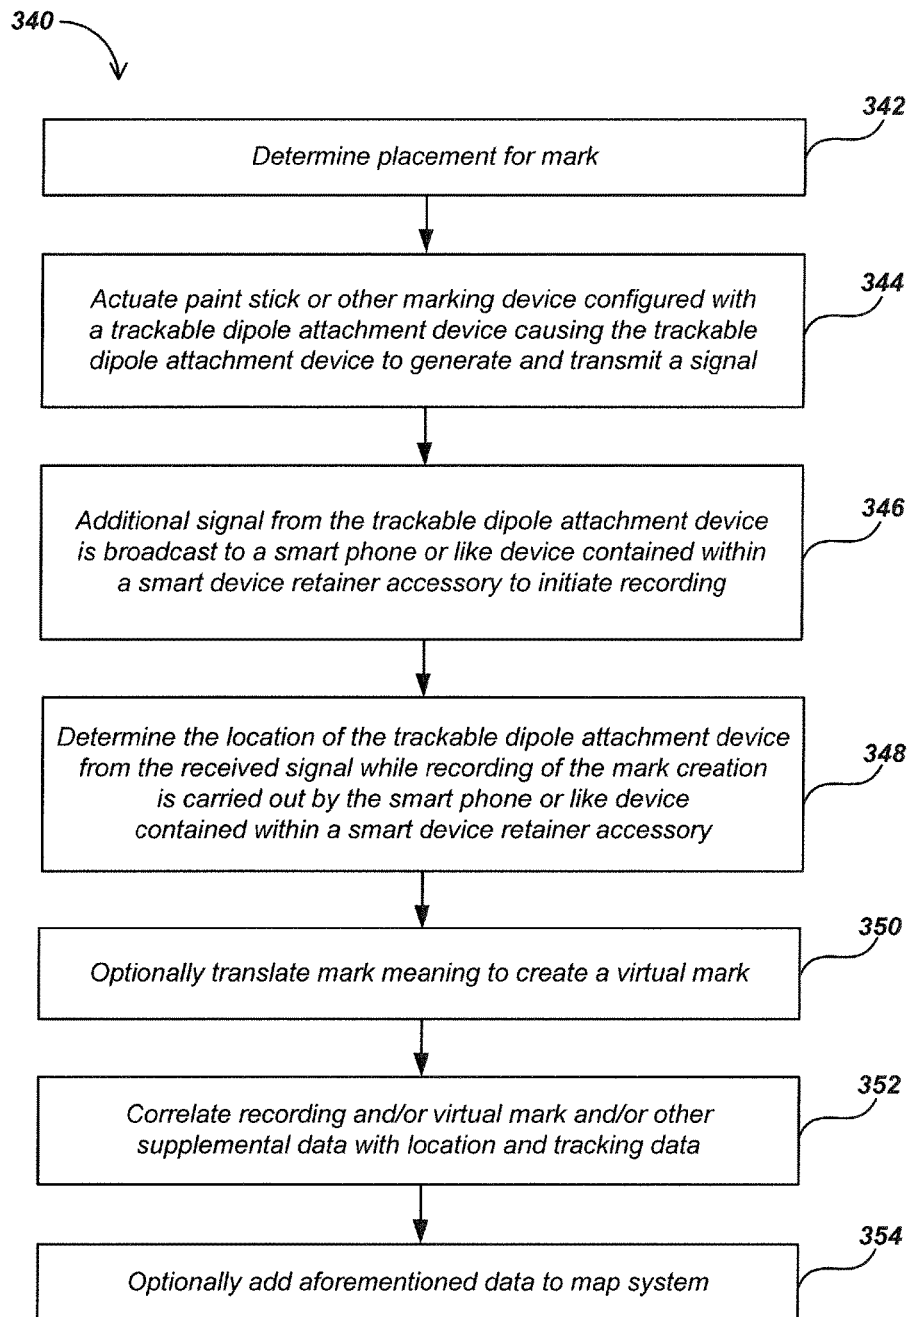 340
342
Determine placement for mark
344
Actuate paint stick or other marking device configured with
a trackable dipole attachment device causing the trackable
dipole attachment device to generate and transmit a signal
346
Additional signal from the trackable dipole attachment device
is broadcast to a smart phone or like device contained within
a smart device retainer accessory to initiate recording
348
Determine the location of the trackable dipole attachment device
from the received signal while recording of the mark creation
is carried out by the smart phone or like device
contained within a smart device retainer accessory
350
Optionally translate mark meaning to create a virtual mark
352
Correlate recording and/or virtual mark and/or other
supplemental data with location and tracking data
354
Optionally add aforementioned data to map system